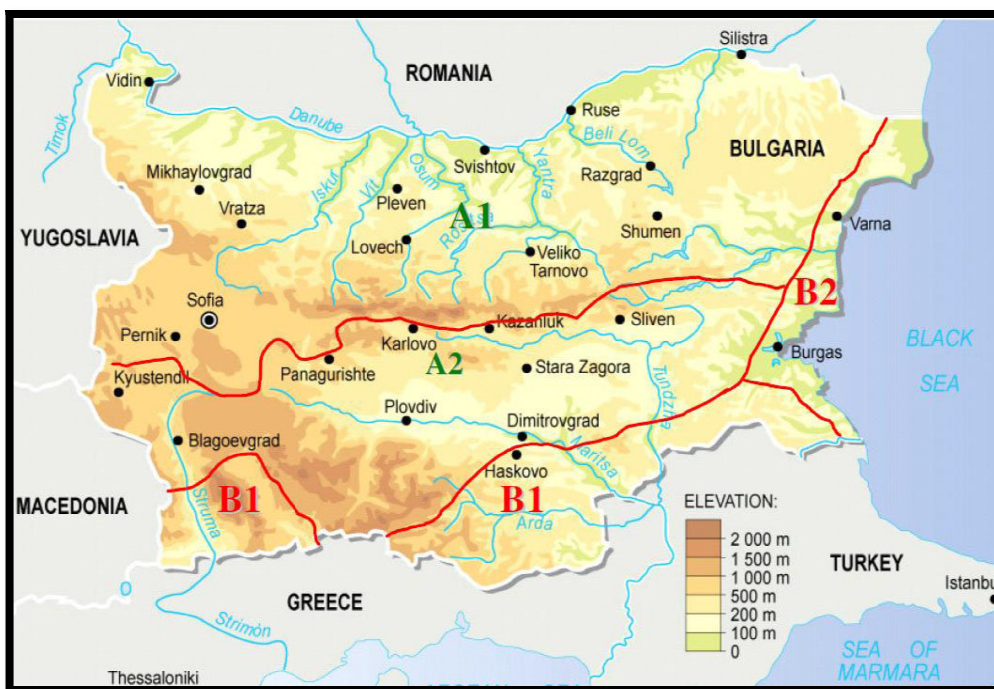 Silistra
ROMANIA
Vidin
Timok
Danube
Ruse
Beli Lom
BULGARIA
Svishtov
Yantra
Razgrad
Iskur
Vit
Osum
Mikhaylovgrad
Pleven
Vratza
A1
Shumen
Varna
YUGOSLAVIA
Lovech
Veliko
Tarnovo
B2
Sofia
Pernik
Karlovo
Kazanluk
Sliven
BLACK
SEA
Kyustendil
Panagurishte
A2
Stara Zagora
Burgas
Tundzha
Plovdiv
Dimitrovgrad
Maritsa
Blagoevgrad
Haskovo
MACEDONIA
Struma
B1
B1
Arda
ELEVATION:
2 000 m
1 500 m
1 000 m
500 m
200 m
100 m
0
TURKEY
GREECE
Strimón
SEA OF
MARMARA
Thessaloniki